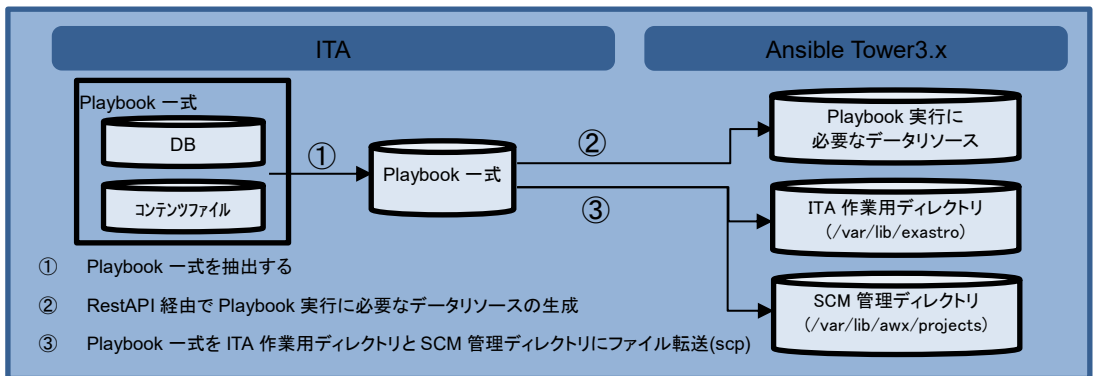 ITA
Ansible Tower3.x
Playbook 一式
DB
コンテンツファイル
①
Playbook 一式
②
③
Playbook 実行に
必要なデータリソース
ITA 作業用ディレクトリ
(/var/lib/exastro)
SCM 管理ディレクトリ
(/var/lib/awx/projects)
① Playbook 一式を抽出する
② RestAPI 経由で Playbook 実行に必要なデータリソースの生成
③ Playbook 一式を ITA 作業用ディレクトリと SCM 管理ディレクトリにファイル転送(scp)